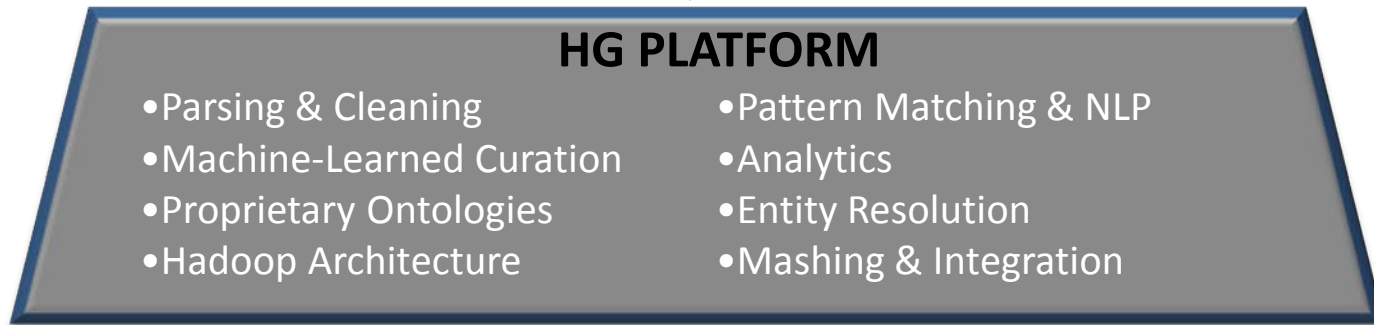 HG PLATFORM
•Parsing & Cleaning
•Machine-Learned Curation
•Proprietary Ontologies
•Hadoop Architecture
•Pattern Matching & NLP
•Analytics
•Entity Resolution
•Mashing & Integration